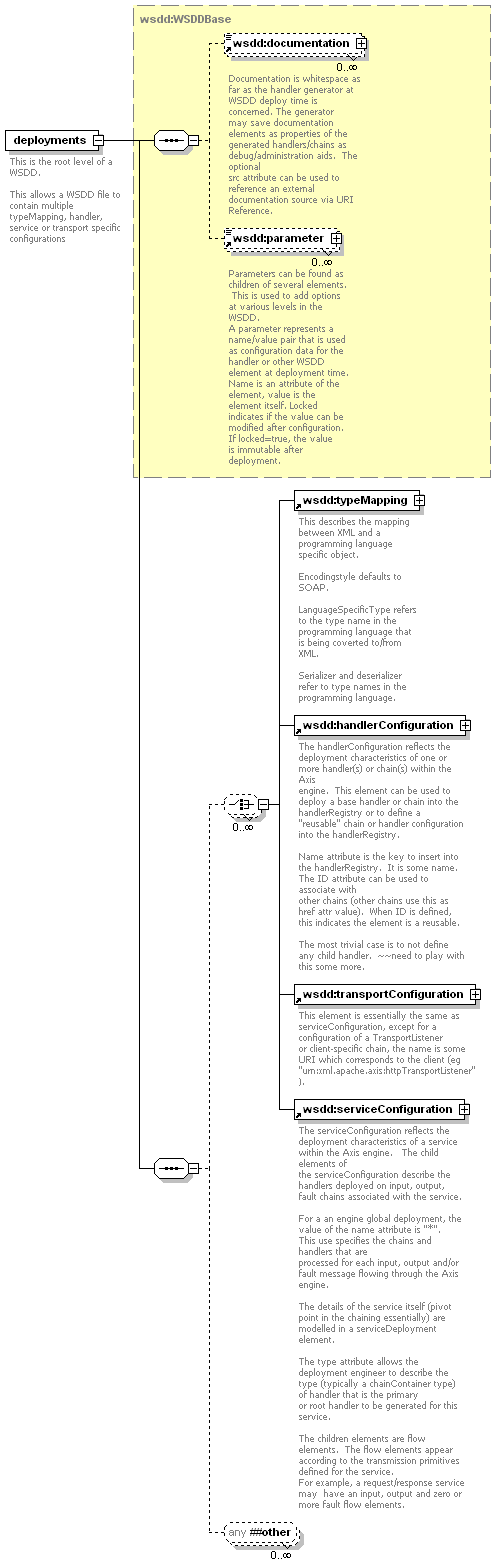 wsdd:WSDDBase
wsdd:documentation
0..∞
Documentation is whitespace as
far as the handler generator at
WSDD deploy time is
concerned. The generator
may save documentation
elements as properties of the
generated handlers/chains as
debug/administration aids.  The
optional
src attribute can be used to
reference an external
documentation source via URI
Reference.
deployments
This is the root level of a
WSDD.
This allows a WSDD file to
contain multiple
typeMapping, handler,
service or transport specific
configurations
wsdd:parameter
0..∞
Parameters can be found as
children of several elements.
This is used to add options
at various levels in the
WSDD.
A parameter represents a
name/value pair that is used
as configuration data for the
handler or other WSDD
element at deployment time.
Name is an attribute of the
element, value is the
element itself. Locked
indicates if the value can be
modified after configuration.
If locked=true, the value
is immutable after
deployment.
wsdd:typeMapping
This describes the mapping
between XML and a
programming language
specific object.
Encodingstyle defaults to
SOAP.
LanguageSpecificType refers
to the type name in the
programming language that
is being coverted to/from
XML.
Serializer and deserializer
refer to type names in the
programming language.
wsdd:handlerConfiguration
The handlerConfiguration reflects the
deployment characteristics of one or
more handler(s) or chain(s) within the
Axis
engine.  This element can be used to
deploy a base handler or chain into the
handlerRegistry or to define a
"reusable" chain or handler configuration
into the handlerRegistry.
Name attribute is the key to insert into
the handlerRegistry.  It is some name.
The ID attribute can be used to
associate with
other chains (other chains use this as
href attr value).  When ID is defined,
this indicates the element is a reusable.
The most trivial case is to not define
any child handler.  ~~need to play with
this some more.
0..∞
wsdd:transportConfiguration
This element is essentially the same as
serviceConfiguration, except for a
configuration of a TransportListener
or client-specific chain, the name is some
URI which corresponds to the client (eg
"urn:xml.apache.axis:httpTransportListener"
).
wsdd:serviceConfiguration
The serviceConfiguration reflects the
deployment characteristics of a service
within the Axis engine.   The child
elements of
the serviceConfiguration describe the
handlers deployed on input, output,
fault chains associated with the service.
For a an engine global deployment, the
value of the name attribute is "*".
This use specifies the chains and
handlers that are
processed for each input, output and/or
fault message flowing through the Axis
engine.
The details of the service itself (pivot
point in the chaining essentially) are
modelled in a serviceDeployment
element.
The type attribute allows the
deployment engineer to describe the
type (typically a chainContainer type)
of handler that is the primary
or root handler to be generated for this
service.
The children elements are flow
elements.  The flow elements appear
according to the transmission primitives
defined for the service.
For example, a request/response service
may  have an input, output and zero or
more fault flow elements.
any ##other
0..∞